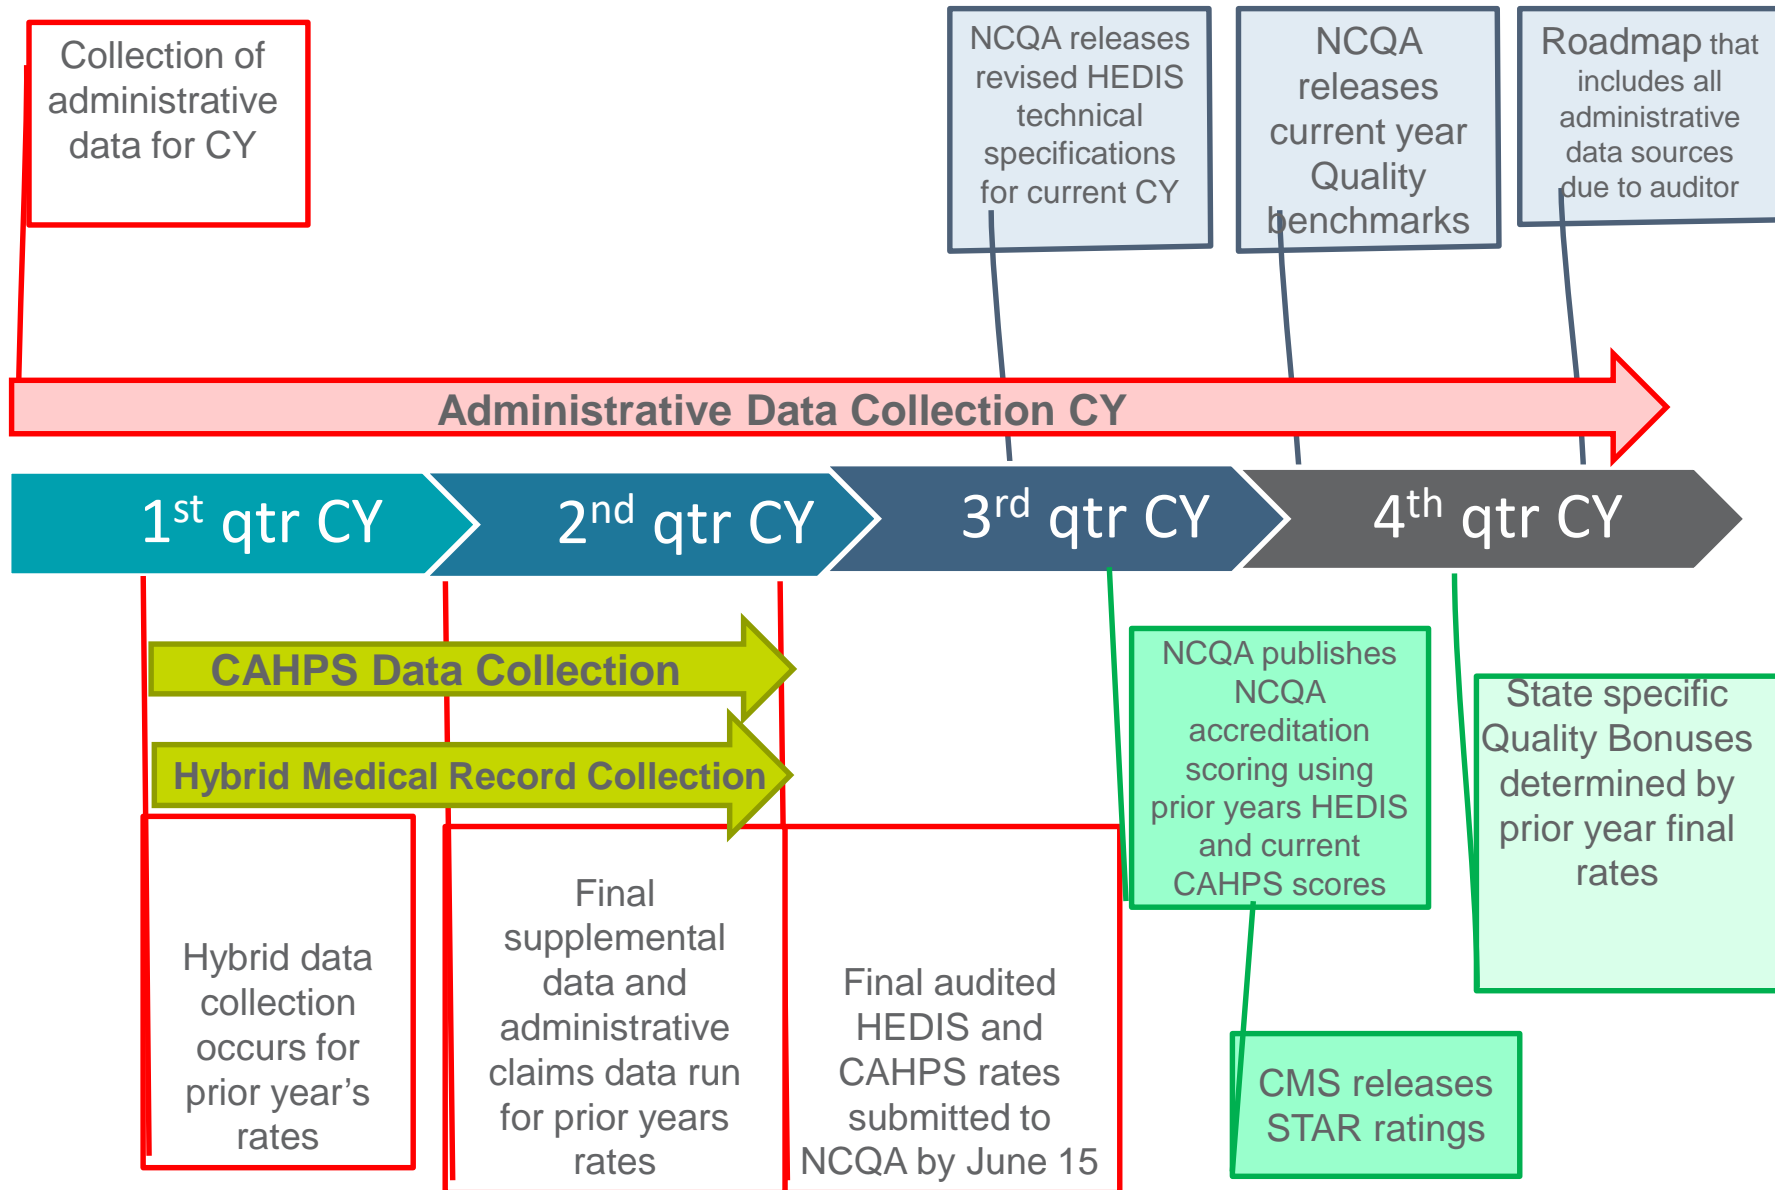 Collection of
administrative
data for CY
NCQA releases
revised HEDIS
technical
specifications
for current CY
NCQA
releases
current year
Quality
benchmarks
Roadmap that
includes all
administrative
data sources
due to auditor
Administrative Data Collection CY
1st qtr CY
2nd qtr CY
3rd qtr CY
4th qtr CY
CAHPS Data Collection
Hybrid Medical Record Collection
Hybrid data
collection
occurs for
prior year’s
rates
Final
supplemental
data and
administrative
claims data run
for prior years
rates
Final audited
HEDIS and
CAHPS rates
submitted to
NCQA by June 15
NCQA publishes
NCQA
accreditation
scoring using
prior years HEDIS
and current
CAHPS scores
CMS releases
STAR ratings
State specific
Quality Bonuses
determined by
prior year final
rates